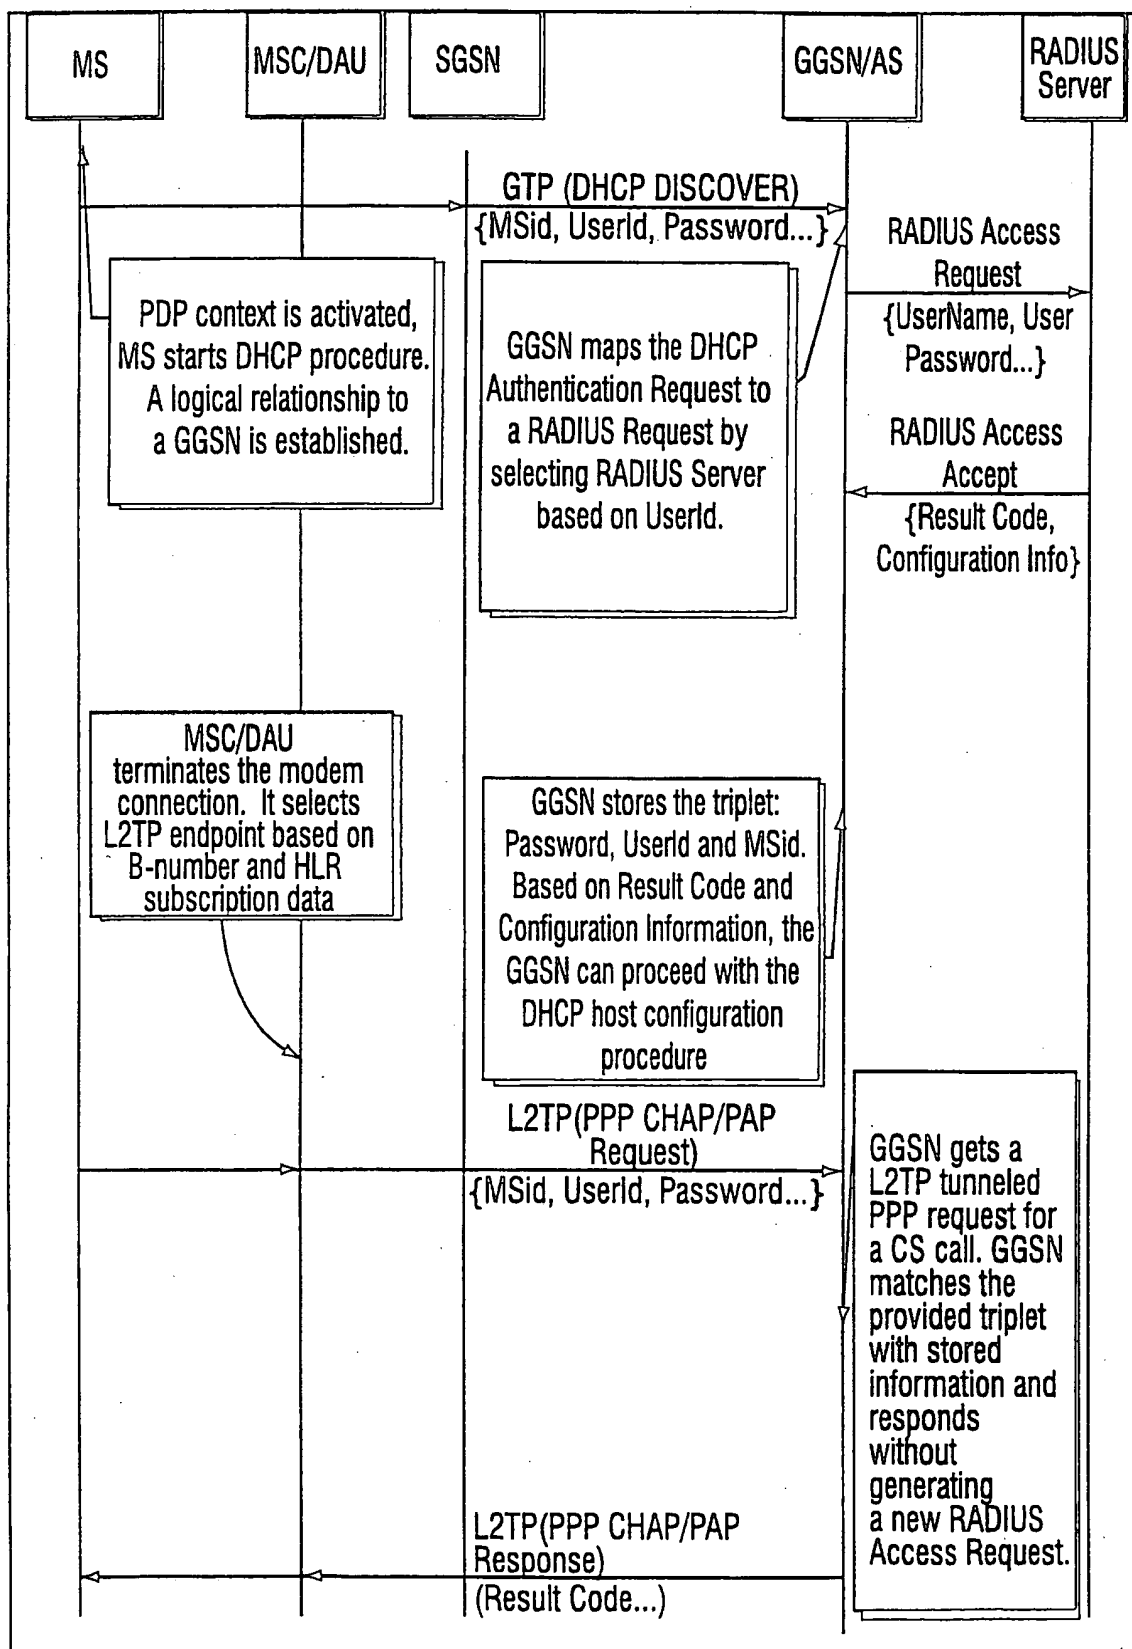 MS
MSC/DAU
SGSN
GGSN/AS
RADIUS
Server
GTP (DHCP DISCOVER)
{MSid, UserId, Password...}
RADIUS Access
Request
{UserName, User
Password...}
PDP context is activated,
MS starts DHCP procedure.
A logical relationship to
a GGSN is established.
GGSN maps the DHCP
Authentication Request to
a RADIUS Request by
selecting RADIUS Server
based on UserId.
RADIUS Access
Accept
{Result Code,
Configuration Info}
MSC/DAU
terminates the modem
connection. It selects
L2TP endpoint based on
B-number and HLR
subscription data
GGSN stores the triplet:
Password, UserId and MSid.
Based on Result Code and
Configuration Information, the
GGSN can proceed with the
DHCP host configuration
procedure
L2TP(PPP CHAP/PAP
Request)
{MSid, UserId, Password...}
GGSN gets a
L2TP tunneled
PPP request for
a CS call. GGSN
matches the
provided triplet
with stored
information and
responds
without
generating
a new RADIUS
Access Request.
L2TP(PPP CHAP/PAP
Response)
(Result Code...)